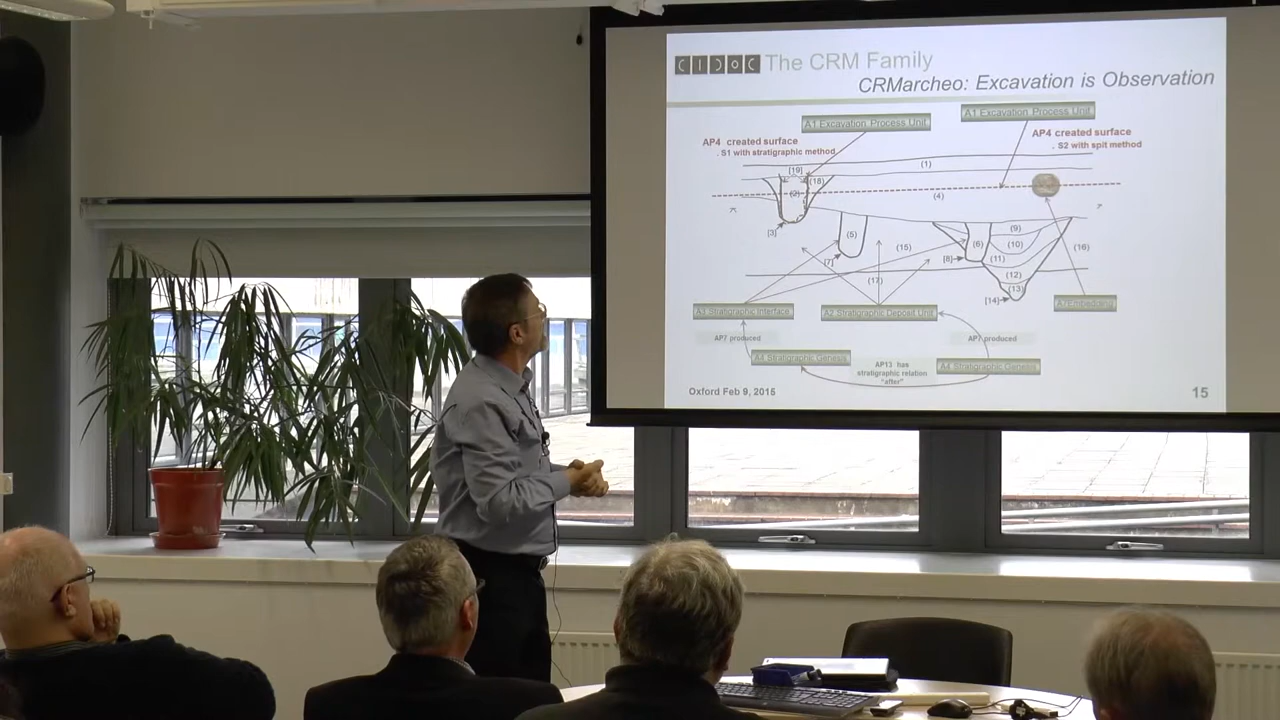 CIDOC The CRM Family
CRMarcheo: Excavation is Observation
A1 Excavation Process Unit
A1 Excavation Process Unit
AP4 created surface
. S1 with stratigraphic method
AP4 created surface
. S2 with spit method
(1)
[19]
(18)
(2)
(4)
[3]
(5)
(9)
(6)
(10)
(15)
(16)
[7]
[8]
(11)
(12)
(17)
(13)
[14]
A3 Stratigraphic Interface
A2 Stratigraphic Deposit Unit
A7 Embedding
AP7 produced
AP7 produced
A4 Stratigraphic Genesis
AP13 has
stratigraphic relation
"after"
A4 Stratigraphic Genesis
Oxford Feb 9, 2015
15